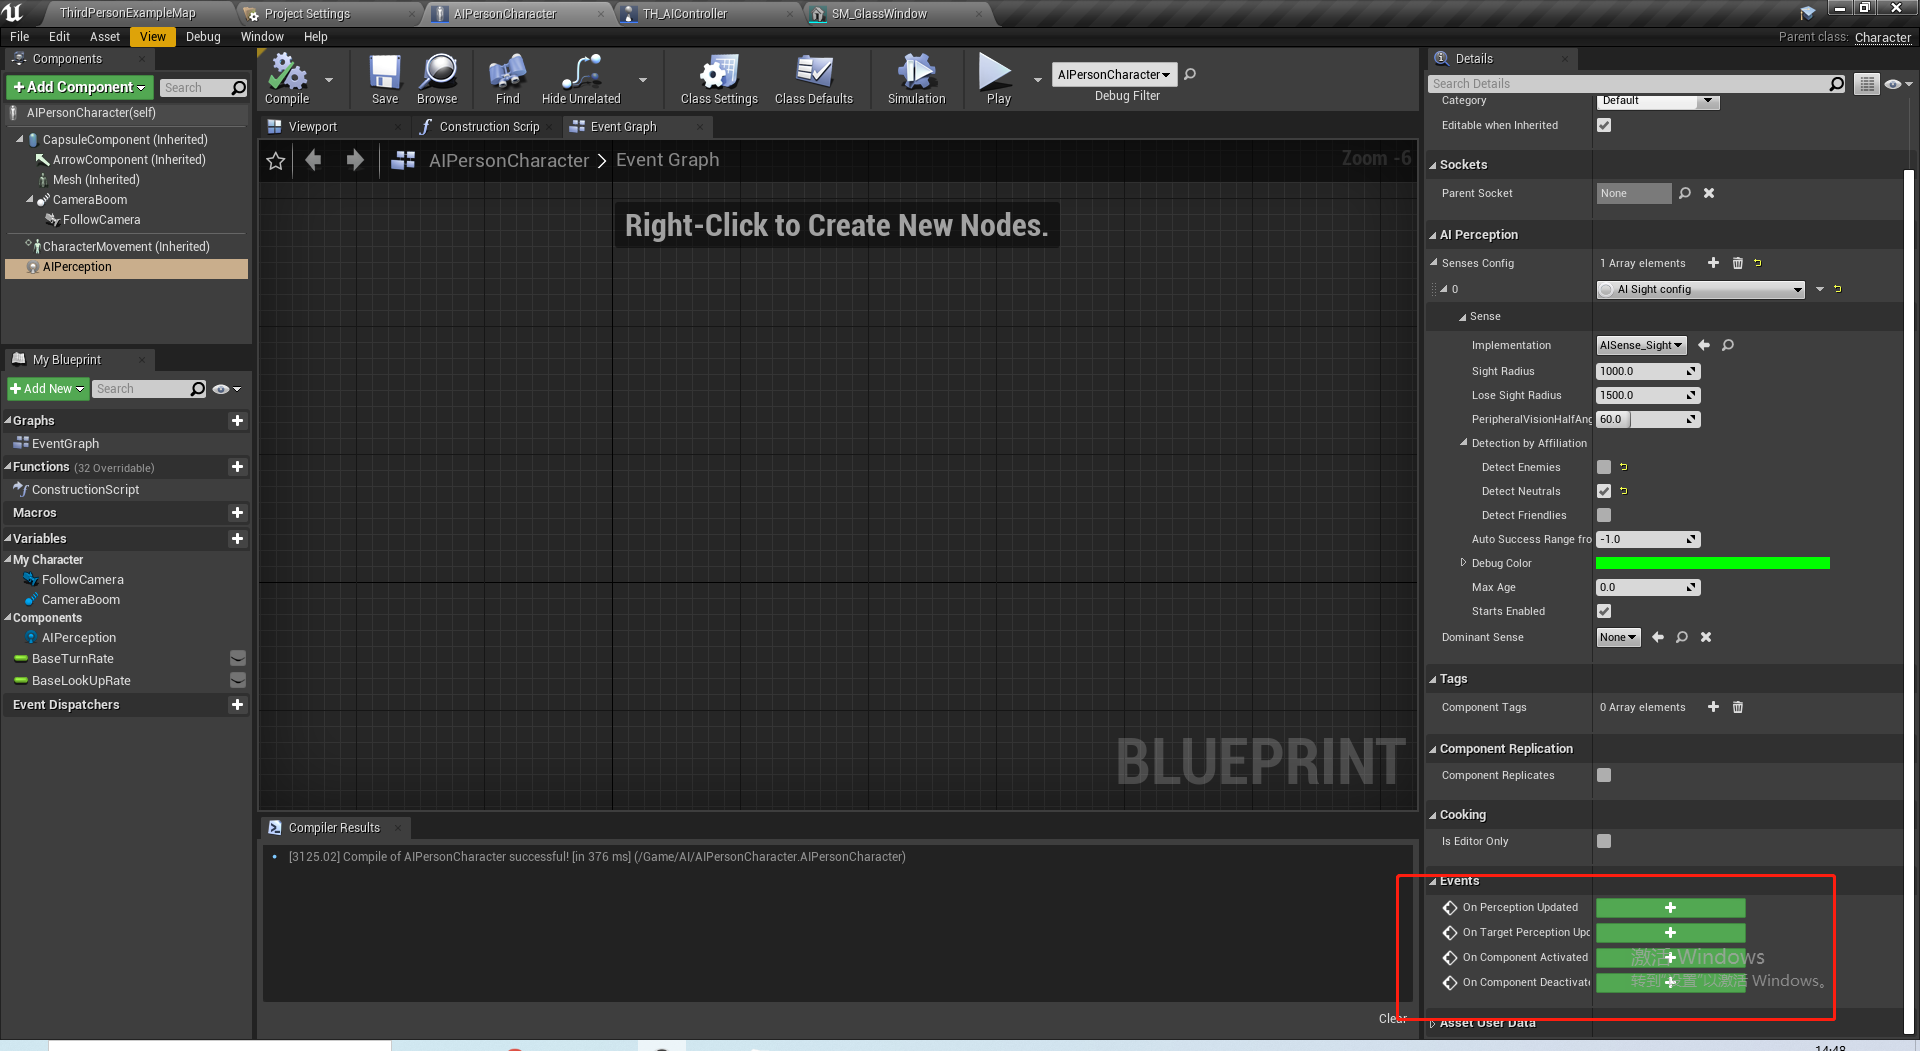 ThirdPersonExampleMap
Project Settings
AIPersonCharacter
TH_AIController
SM_GlassWindow
File Edit Asset View Debug Window Help
Parent class: Character
Components
+Add Component
Search
AIPersonCharacter(self)
CapsuleComponent (Inherited)
ArrowComponent (Inherited)
Mesh (Inherited)
CameraBoom
FollowCamera
CharacterMovement (Inherited)
AIPerception
My Blueprint
+Add New
Search
Graphs
EventGraph
Functions (32 Overridable)
ConstructionScript
Macros
Variables
My Character
FollowCamera
CameraBoom
Components
AIPerception
BaseTurnRate
BaseLookUpRate
Event Dispatchers
Compile
Save
Browse
Find
Hide Unrelated
Class Settings
Class Defaults
Simulation
Play
AIPersonCharacter
Debug Filter
Viewport
Construction Scrip
Event Graph
AIPersonCharacter > Event Graph
Zoom -6
Right-Click to Create New Nodes.
BLUEPRINT
Compiler Results
[3125.02] Compile of AIPersonCharacter successful! [in 376 ms] (/Game/AI/AIPersonCharacter.AIPersonCharacter)
Clear
Details
Search Details
Category Default
Editable when Inherited
Sockets
Parent Socket None
AI Perception
Senses Config 1 Array elements
0 AI Sight config
Sense
Implementation AISense_Sight
Sight Radius 1000.0
Lose Sight Radius 1500.0
PeripheralVisionHalfAng 60.0
Detection by Affiliation
Detect Enemies
Detect Neutrals
Detect Friendlies
Auto Success Range fro -1.0
Debug Color
Max Age 0.0
Starts Enabled
Dominant Sense None
Tags
Component Tags 0 Array elements
Component Replication
Component Replicates
Cooking
Is Editor Only
Events
On Perception Updated
On Target Perception Upd
On Component Activated
On Component Deactivate
激活 Windows
转到"设置"以激活 Windows。
Asset User Data
14:48